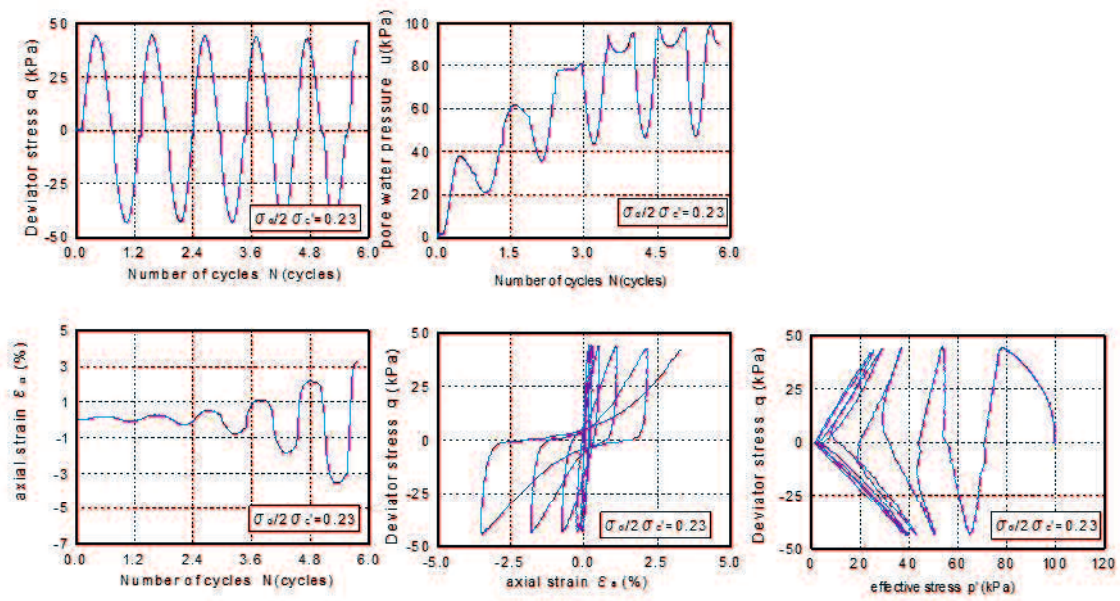 Deviator stress q (kPa)
50
25
0
-25
-50
0.0 1.2 2.4 3.6 4.8 6.0
σd/2σc'=0.23
Number of cycles N(cycles)
pore water pressure u(kPa)
100
80
60
40
20
0
0.0 1.5 3.0 4.5 6.0
σd/2σc'=0.23
Number of cycles N(cycles)
axial strain εa (%)
5
3
1
-1
-3
-5
-7
0.0 1.2 2.4 3.6 4.8 6.0
σd/2σc'=0.23
Number of cycles N(cycles)
Deviator stress q (kPa)
50
25
0
-25
-50
-5.0 -2.5 0.0 2.5 5.0
σd/2σc'=0.23
axial strain εa (%)
Deviator stress q (kPa)
50
25
0
-25
-50
0 20 40 60 80 100 120
σd/2σc'=0.23
effective stress p'(kPa)